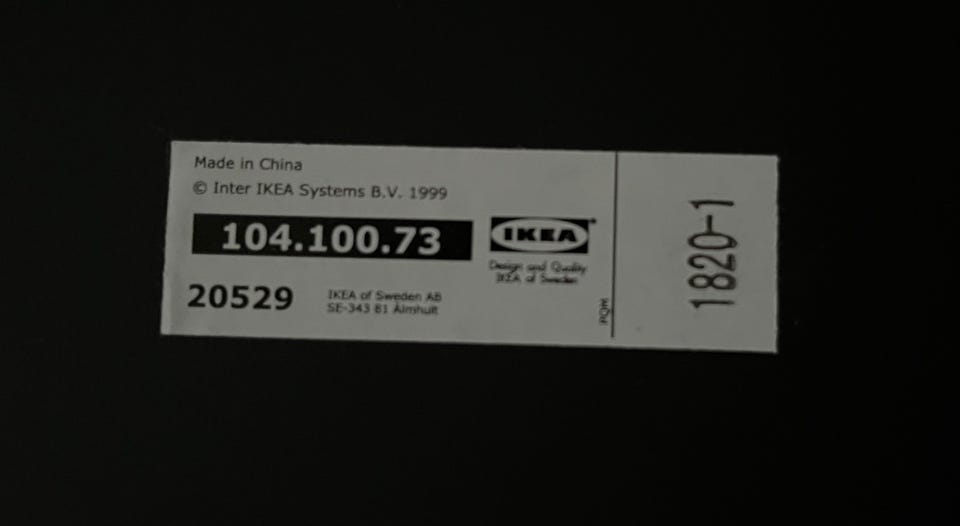 Made in China
© Inter IKEA Systems B.V. 1999
104.100.73
IKEA
Design and Quality
IKEA of Sweden
20529
IKEA of Sweden AB
SE-343 81 Älmhult
PQM
1820-1